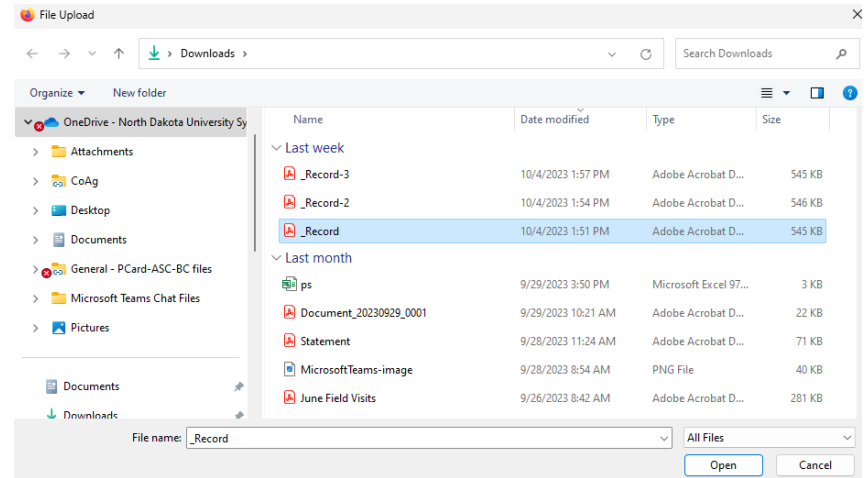 File Upload
Downloads
Search Downloads
Organize
New folder
OneDrive - North Dakota University Sy
Attachments
CoAg
Desktop
Documents
General - PCard-ASC-BC files
Microsoft Teams Chat Files
Pictures
Documents
Downloads
Name Date modified Type Size
Last week
_Record-3 10/4/2023 1:57 PM Adobe Acrobat D... 545 KB
_Record-2 10/4/2023 1:54 PM Adobe Acrobat D... 546 KB
_Record 10/4/2023 1:51 PM Adobe Acrobat D... 545 KB
Last month
ps 9/29/2023 3:50 PM Microsoft Excel 97... 3 KB
Document_20230929_0001 9/29/2023 10:21 AM Adobe Acrobat D... 22 KB
Statement 9/28/2023 11:24 AM Adobe Acrobat D... 71 KB
MicrosoftTeams-image 9/28/2023 8:54 AM PNG File 40 KB
June Field Visits 9/26/2023 8:42 AM Adobe Acrobat D... 281 KB
File name: _Record All Files
Open Cancel